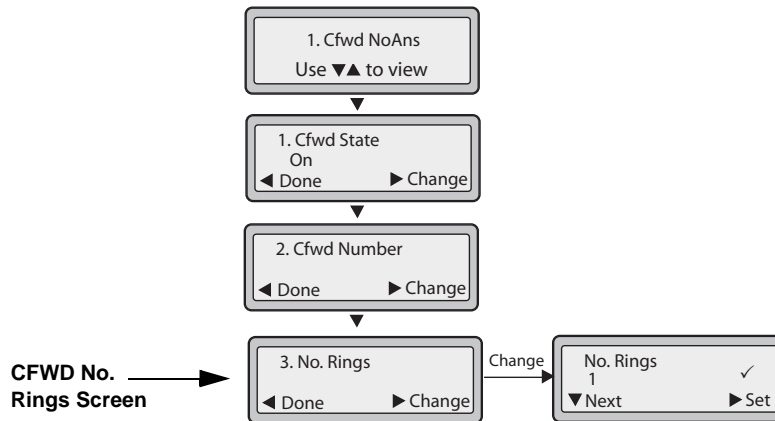 1. Cfwd NoAns
Use ▼▲ to view
1. Cfwd State
On
◀ Done ▶ Change
2. Cfwd Number
◀ Done ▶ Change
CFWD No.
Rings Screen
3. No. Rings
◀ Done ▶ Change
Change
No. Rings ✓
1
▼Next ▶Set